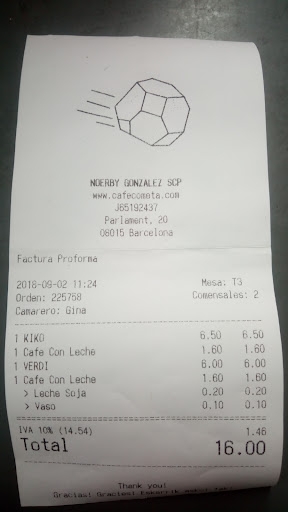 NOERBY GONZALEZ SCP
www.cafecometa.com
J65192437
Parlament, 20
08015 Barcelona
Factura Proforma
2018-09-02 11:24 Mesa: T3
Orden: 225768 Comensales: 2
Camarero: Gina
1 KIKO 6.50 6.50
1 Cafe Con Leche 1.60 1.60
1 VERDI 6.00 6.00
1 Cafe Con Leche 1.60 1.60
> Leche Soja 0.20 0.20
> Vaso 0.10 0.10
IVA 10% (14.54) 1.46
Total 16.00
Thank you!
Gracias! Gracies!